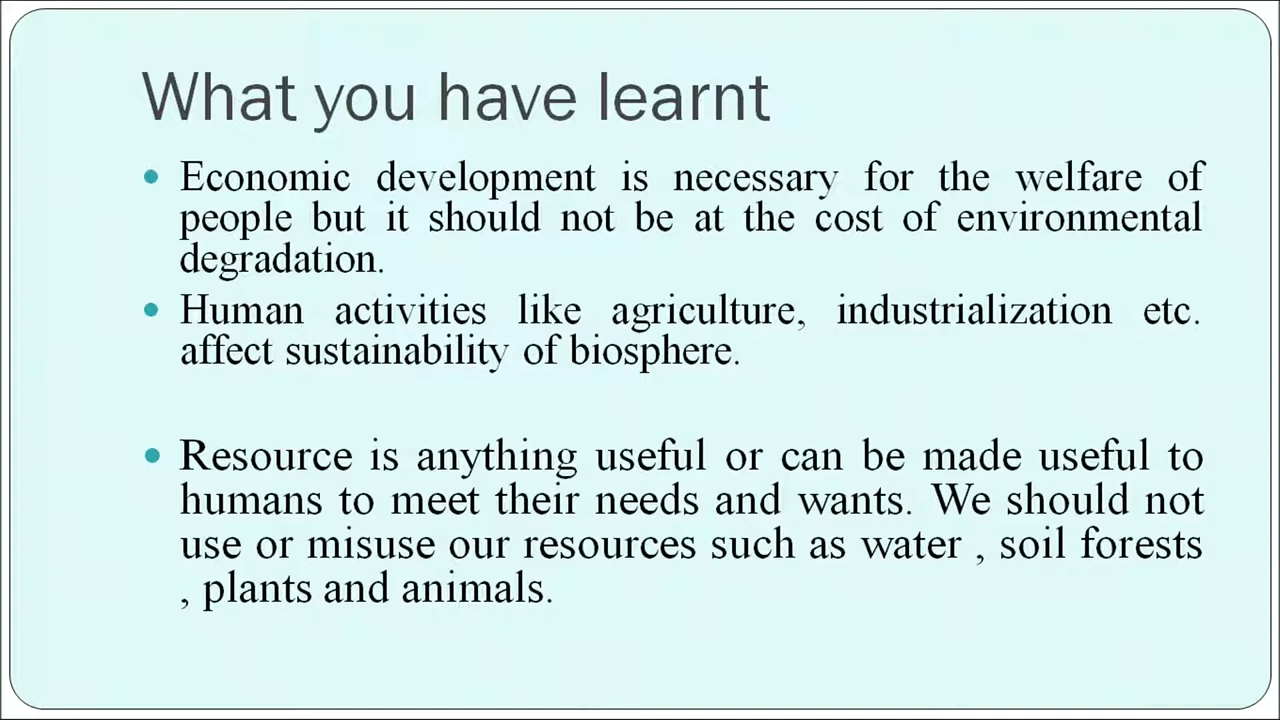 What you have learnt
• Economic development is necessary for the welfare of
people but it should not be at the cost of environmental
degradation.
• Human activities like agriculture, industrialization etc.
affect sustainability of biosphere.
• Resource is anything useful or can be made useful to
humans to meet their needs and wants. We should not
use or misuse our resources such as water , soil forests
, plants and animals.